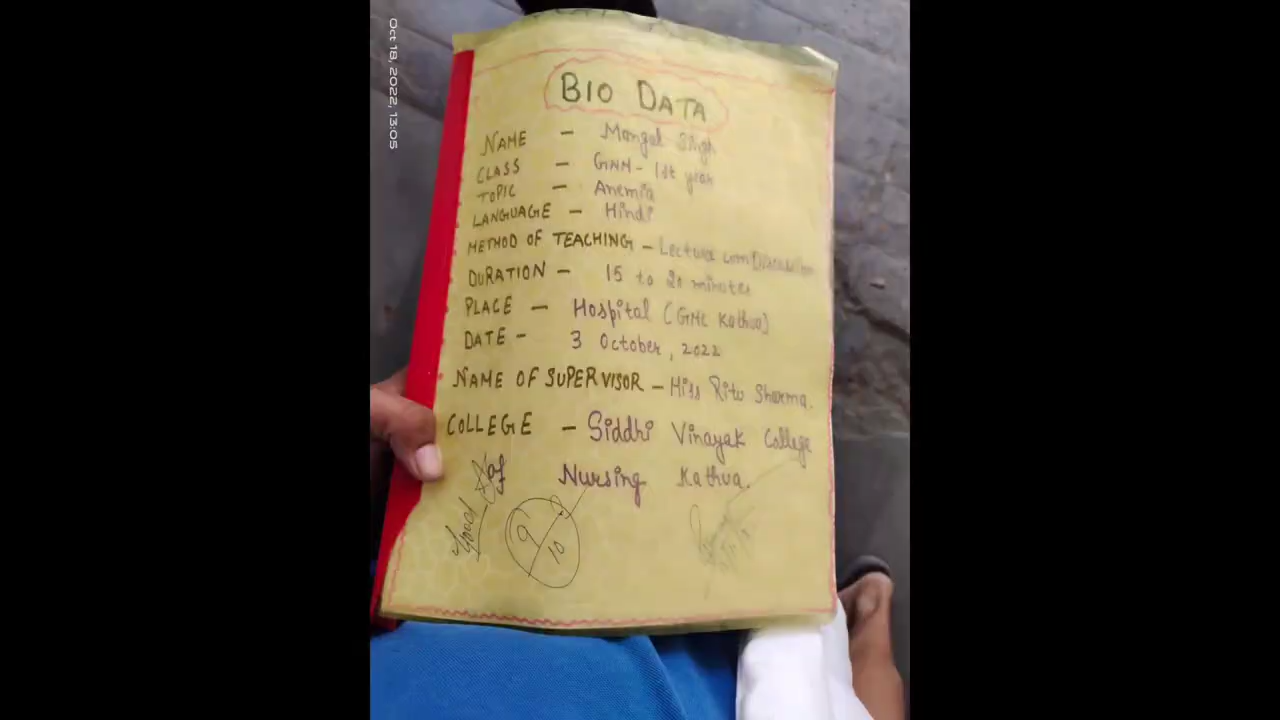 Oct 18, 2022, 13:05
BIO DATA
NAME - Mangal Singh
CLASS - GNM - 1st year
TOPIC - Anemia
LANGUAGE - Hindi
METHOD OF TEACHING - Lecture cum Discussion
DURATION - 15 to 20 minutes
PLACE - Hospital (GMC Kathua)
DATE - 3 October, 2022
NAME OF SUPERVISOR - Miss Ritu Sharma.
COLLEGE - Siddhi Vinayak College
of Nursing Kathua.
Good
9/10